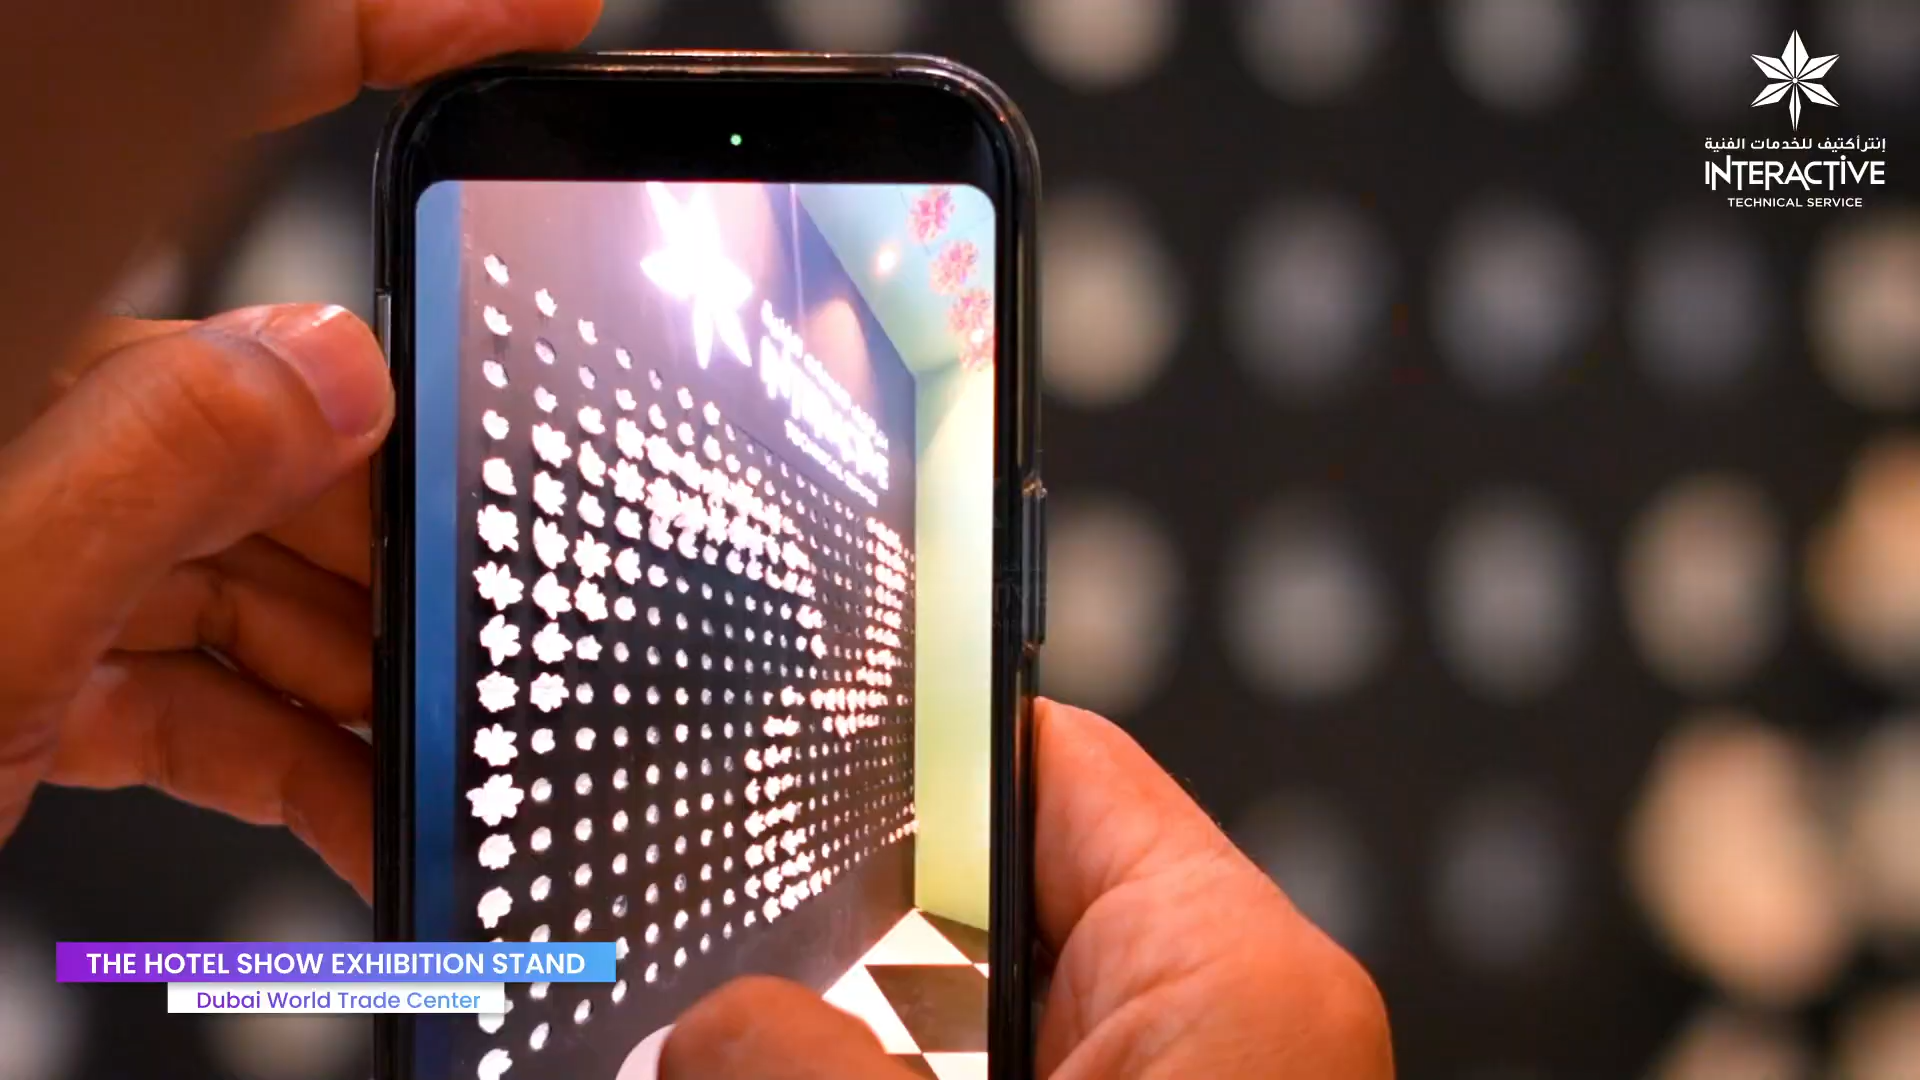 إنترأكتيف للخدمات الفنية
INTERACTIVE
TECHNICAL SERVICE
THE HOTEL SHOW EXHIBITION STAND
Dubai World Trade Center